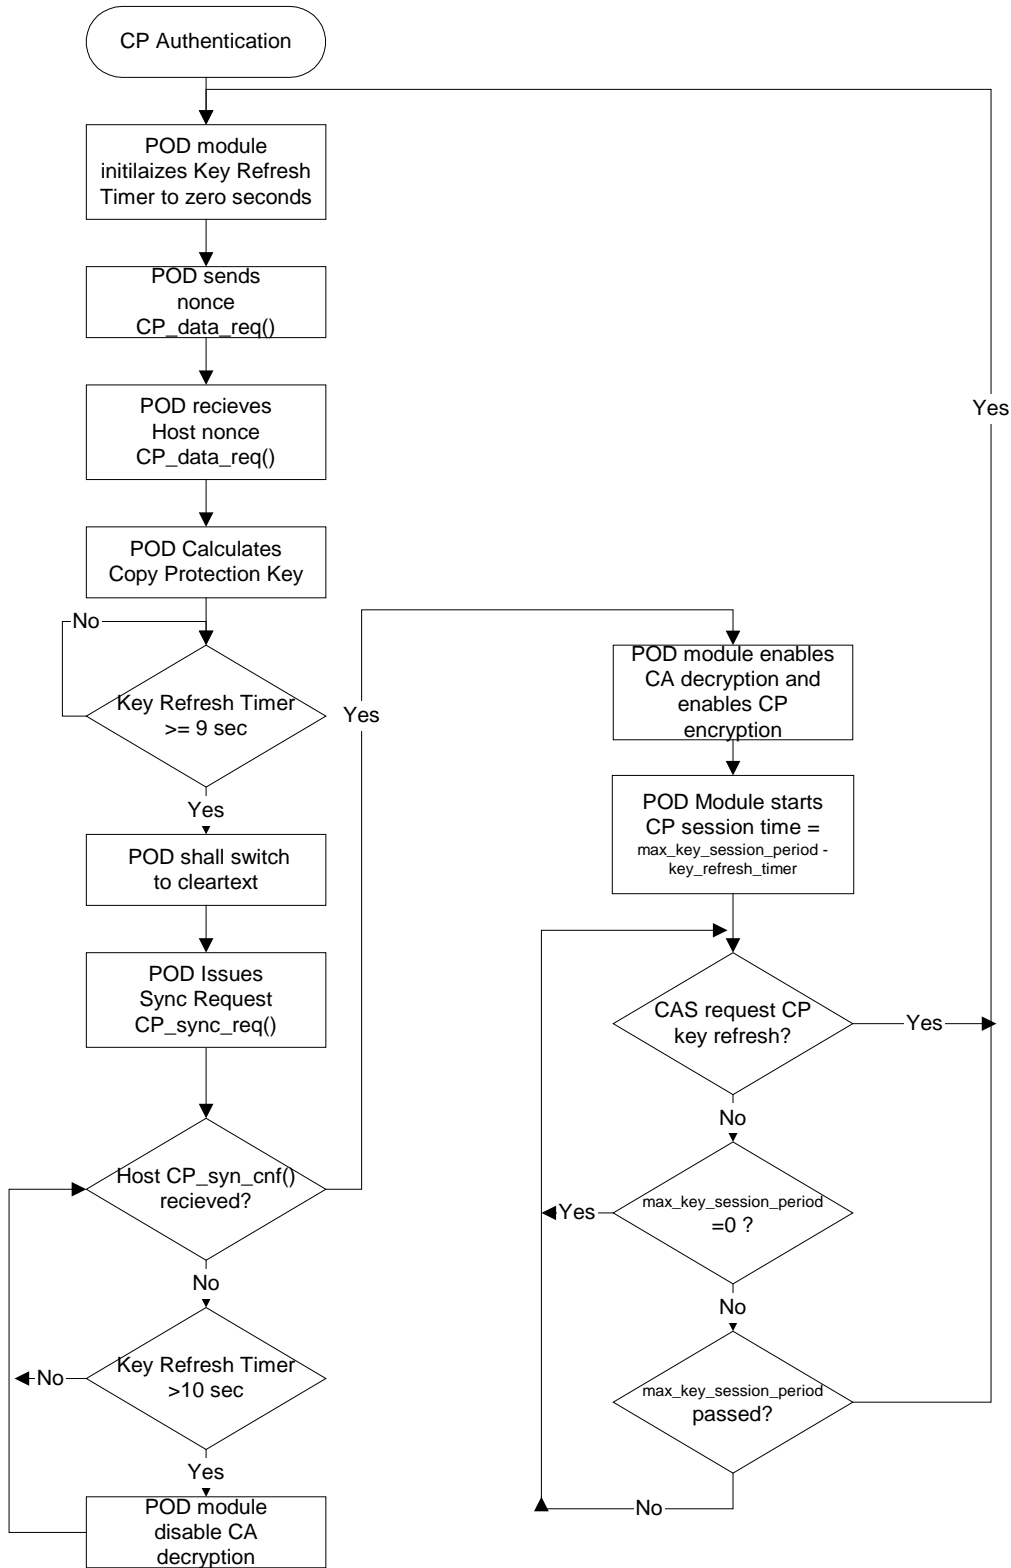 CP Authentication
POD module
initilaizes Key Refresh
Timer to zero seconds
POD sends
nonce
CP_data_req()
POD recieves
Host nonce
CP_data_req()
POD Calculates
Copy Protection Key
No
Key Refresh Timer
>= 9 sec
Yes
POD shall switch
to cleartext
POD Issues
Sync Request
CP_sync_req()
Host CP_syn_cnf()
recieved?
Yes
No
Key Refresh Timer
>10 sec
No
Yes
POD module
disable CA
decryption
POD module enables
CA decryption and
enables CP
encryption
POD Module starts
CP session time =
max_key_session_period -
key_refresh_timer
CAS request CP
key refresh?
Yes
No
max_key_session_period
=0 ?
Yes
No
max_key_session_period
passed?
No
Yes